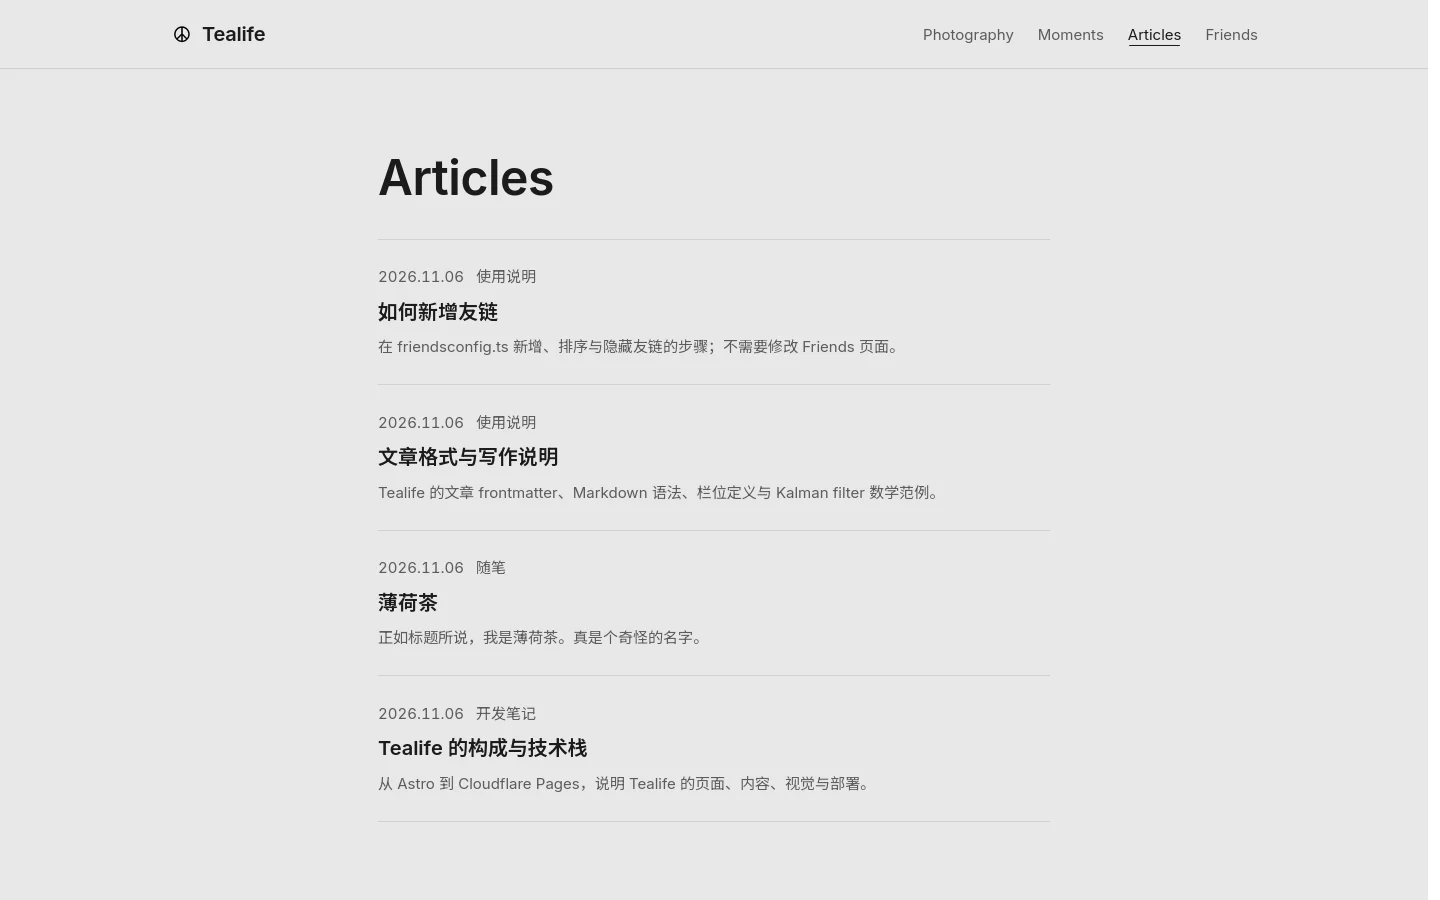 Tealife
Photography Moments Articles Friends
Articles
2026.11.06 使用说明
如何新增友链
在 friendsconfig.ts 新增、排序与隐藏友链的步骤；不需要修改 Friends 页面。
2026.11.06 使用说明
文章格式与写作说明
Tealife 的文章 frontmatter、Markdown 语法、栏位定义与 Kalman filter 数学范例。
2026.11.06 随笔
薄荷茶
正如标题所说，我是薄荷茶。真是个奇怪的名字。
2026.11.06 开发笔记
Tealife 的构成与技术栈
从 Astro 到 Cloudflare Pages，说明 Tealife 的页面、内容、视觉与部署。